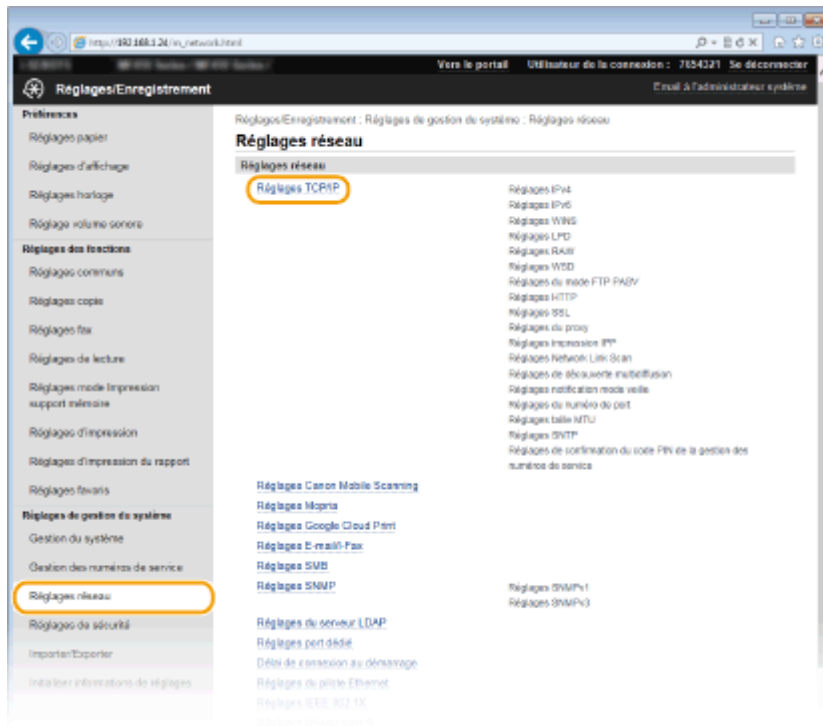 http://192.168.1.24/m_network.html
Vers le portail Utilisateur de la connexion : 7654321 Se déconnecter
Réglages/Enregistrement
Email à l'administrateur système
Préférences
Réglages papier
Réglages d'affichage
Réglages horloge
Réglage volume sonore
Réglages des fonctions
Réglages communs
Réglages copie
Réglages fax
Réglages de lecture
Réglages mode Impression
support mémoire
Réglages d'impression
Réglages d'impression du rapport
Réglages favoris
Réglages de gestion du système
Gestion du système
Gestion des numéros de service
Réglages réseau
Réglages de sécurité
Importer/Exporter
Initialiser informations de réglages
Réglages/Enregistrement : Réglages de gestion du système : Réglages réseau
Réglages réseau
Réglages réseau
Réglages TCP/IP
Réglages IPv4
Réglages IPv6
Réglages WINS
Réglages LPD
Réglages RAW
Réglages WSD
Réglages du mode FTP PASV
Réglages HTTP
Réglages SSL
Réglages du proxy
Réglages impression IPP
Réglages Network Link Scan
Réglages de découverte multidiffusion
Réglages notification mode veille
Réglages du numéro de port
Réglages taille MTU
Réglages SNTP
Réglages de confirmation du code PIN de la gestion des
numéros de service
Réglages Canon Mobile Scanning
Réglages Mopria
Réglages Google Cloud Print
Réglages E-mail/I-Fax
Réglages SMB
Réglages SNMP
Réglages SNMPv1
Réglages SNMPv3
Réglages du serveur LDAP
Réglages port dédié
Délai de connexion au démarrage
Réglages du pilote Ethernet
Réglages IEEE 802.1X